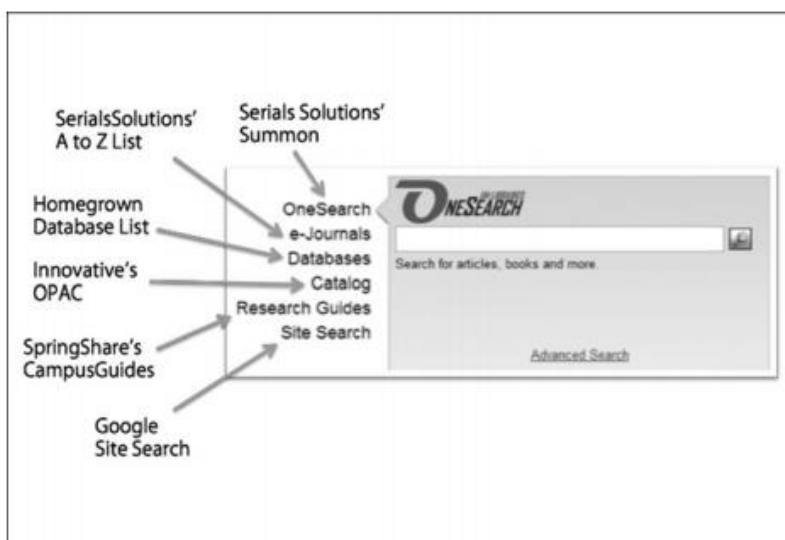 SerialsSolutions'
A to Z List
Serials Solutions'
Summon
Homegrown
Database List
Innovative's
OPAC
SpringShare's
CampusGuides
Google
Site Search
OneSearch
e-Journals
Databases
Catalog
Research Guides
Site Search
ONESEARCH
Search for articles, books and more.
Advanced Search